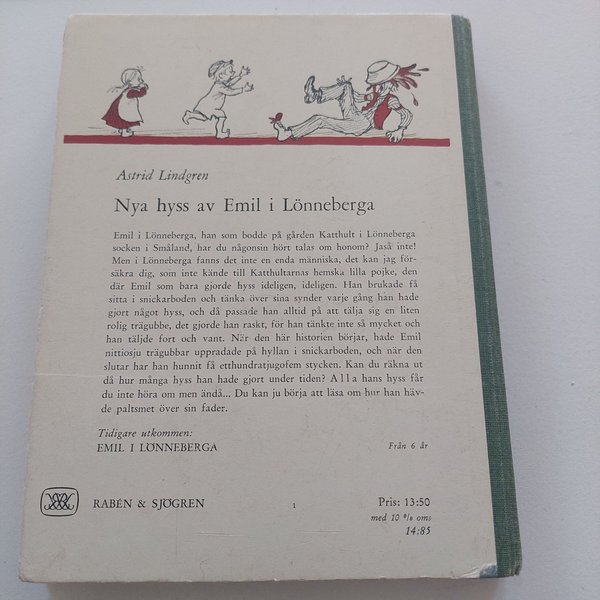 Astrid Lindgren
Nya hyss av Emil i Lönneberga
Emil i Lönneberga, han som bodde på gården Katthult i Lönneberga
socken i Småland, har du någonsin hört talas om honom? Jaså inte!
Men i Lönneberga fanns det inte en enda människa, det kan jag för-
säkra dig, som inte kände till Katthultarnas hemska lilla pojke, den
där Emil som bara gjorde hyss ideligen, ideligen. Han brukade få
sitta i snickarboden och tänka över sina synder varje gång han hade
gjort något hyss, och då passade han alltid på att tälja sig en liten
rolig trägubbe, det gjorde han raskt, för han tänkte inte så mycket och
han täljde fort och vant. När den här historien börjar, hade Emil
nittiosju trägubbar uppradade på hyllan i snickarboden, och när den
slutar har han hunnit få etthundratjugofem stycken. Kan du räkna ut
då hur många hyss han hade gjort under tiden? Alla hans hyss får
du inte höra om men ändå... Du kan ju börja att läsa om hur han häv-
de paltsmet över sin fader.
Tidigare utkommen:
EMIL I LÖNNEBERGA
Från 6 år
RABÉN & SJÖGREN
1
Pris: 13:50
med 10 % oms
14:85